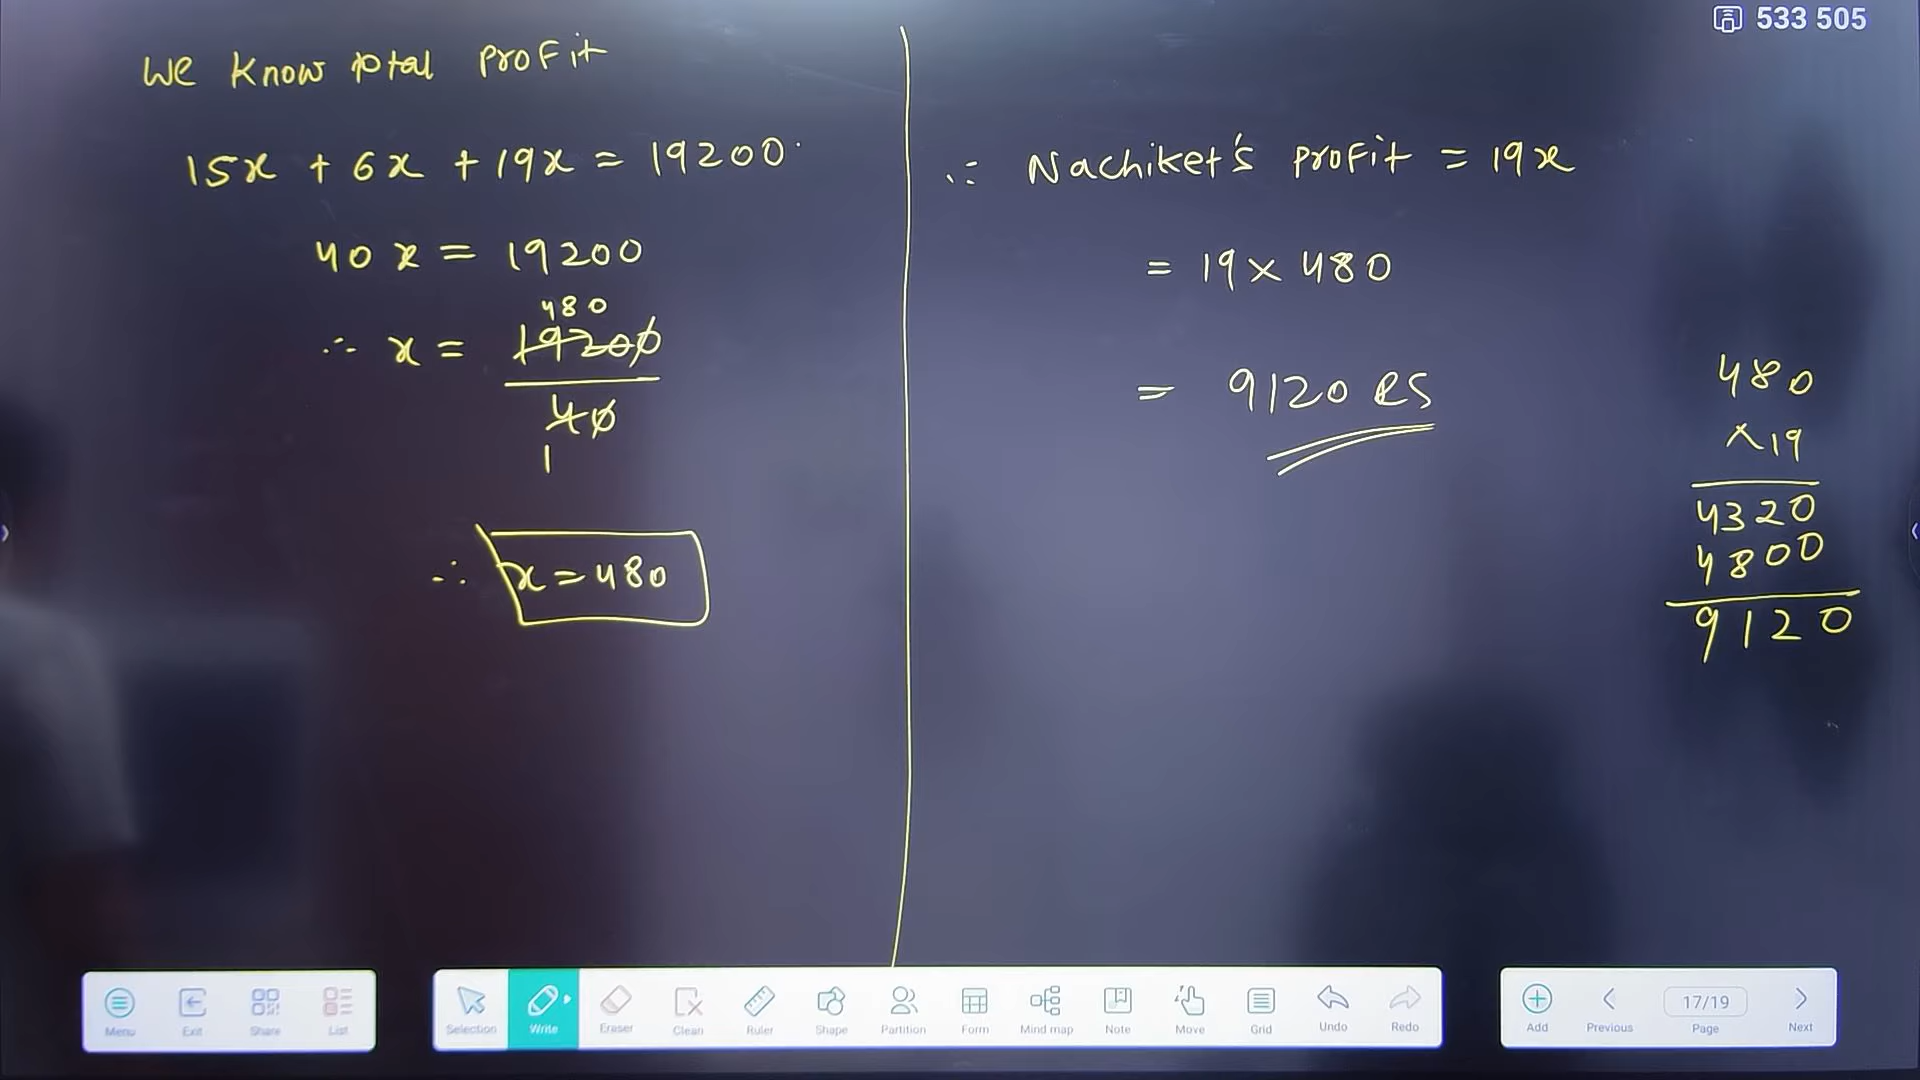 533 505
We know total profit
15x + 6x + 19x = 19200
40x = 19200
480
∴ x = 19200
40
1
∴ x = 480
∴ Nachiket's profit = 19x
= 19 × 480
= 9120 RS
480
×19
4320
4800
9120
Menu Exit Share List
Selection Write Eraser Clean Ruler Shape Partition Form Mind map Note Move Grid Undo Redo
Add Previous 17/19 Page Next